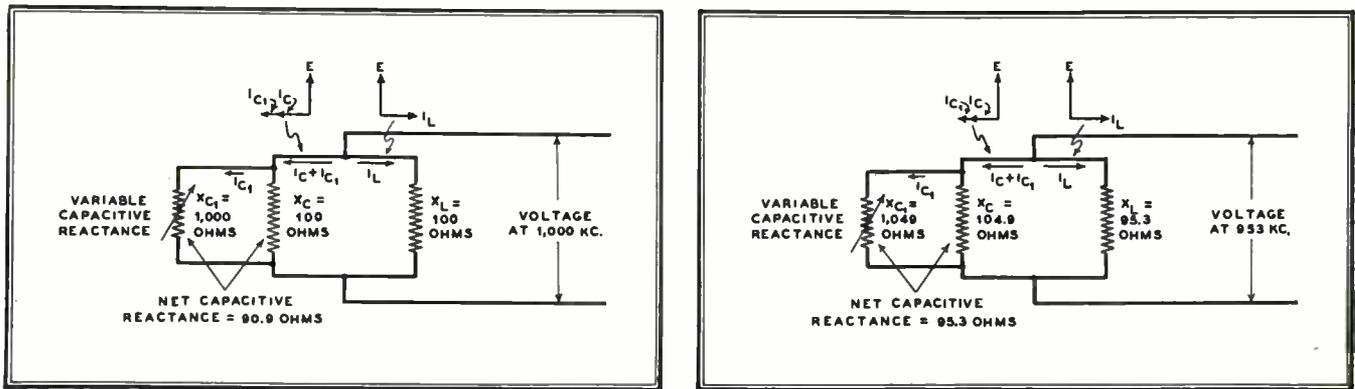 E
E
IC1
IC
IL
IC1
IC+IC1
IL
VARIABLE
CAPACITIVE
REACTANCE
XC1=
1,000
OHMS
XC=
100
OHMS
XL=
100
OHMS
VOLTAGE
AT 1,000 KC.
NET CAPACITIVE
REACTANCE = 90.9 OHMS
E
E
IC1
IC
IL
IC1
IC+IC1
IL
VARIABLE
CAPACITIVE
REACTANCE
XC1=
1,049
OHMS
XC=
104.9
OHMS
XL=
95.3
OHMS
VOLTAGE
AT 953 KC.
NET CAPACITIVE
REACTANCE = 95.3 OHMS